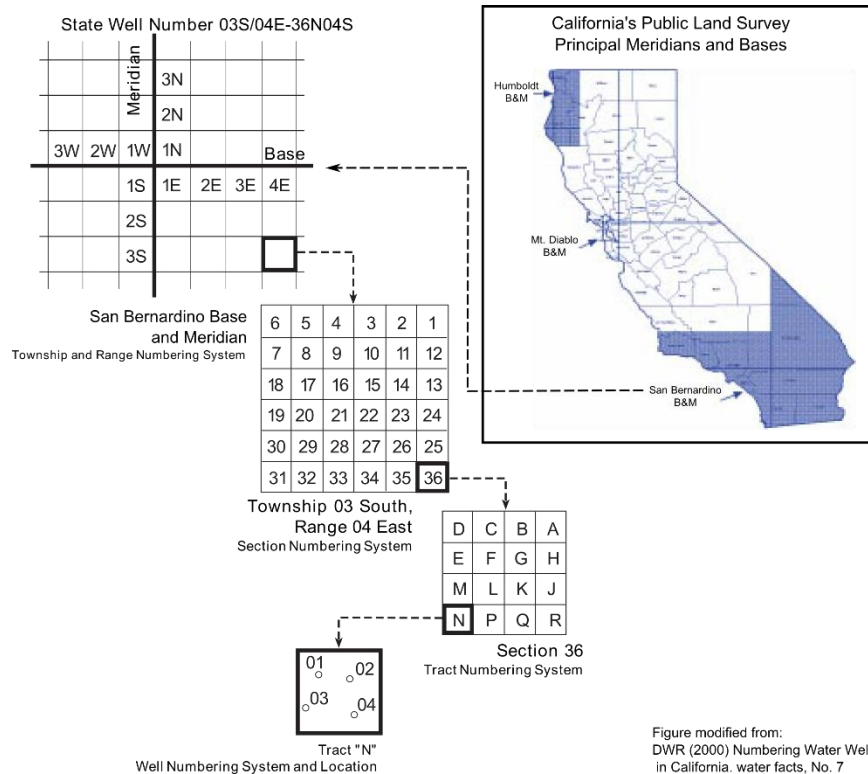 State Well Number 03S/04E-36N04S
Meridian
3N
2N
3W 2W 1W 1N Base
1S 1E 2E 3E 4E
2S
3S
San Bernardino Base
and Meridian
Township and Range Numbering System
California's Public Land Survey
Principal Meridians and Bases
Humboldt
B&M
Mt. Diablo
B&M
San Bernardino
B&M
6 5 4 3 2 1
7 8 9 10 11 12
18 17 16 15 14 13
19 20 21 22 23 24
30 29 28 27 26 25
31 32 33 34 35 36
Township 03 South,
Range 04 East
Section Numbering System
D C B A
E F G H
M L K J
N P Q R
Section 36
Tract Numbering System
01 02
03 04
Tract "N"
Well Numbering System and Location
Figure modified from:
DWR (2000) Numbering Water Wel
in California. water facts, No. 7